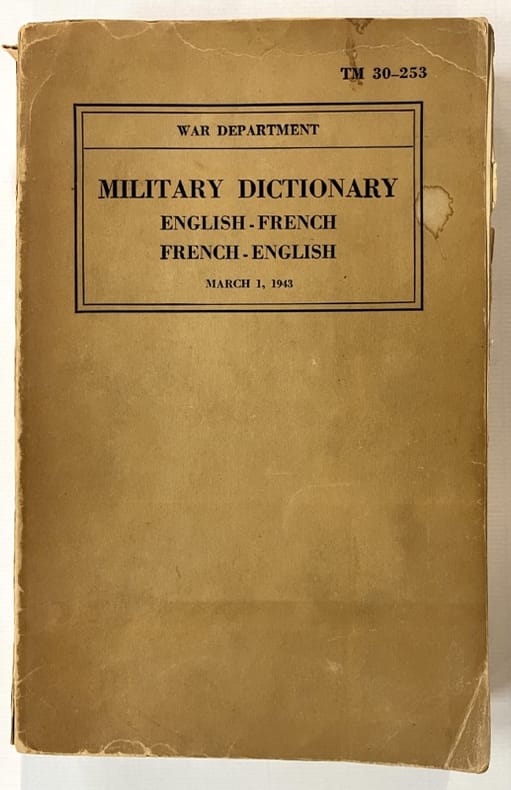 TM 30-253
WAR DEPARTMENT
MILITARY DICTIONARY
ENGLISH-FRENCH
FRENCH-ENGLISH
MARCH 1, 1943